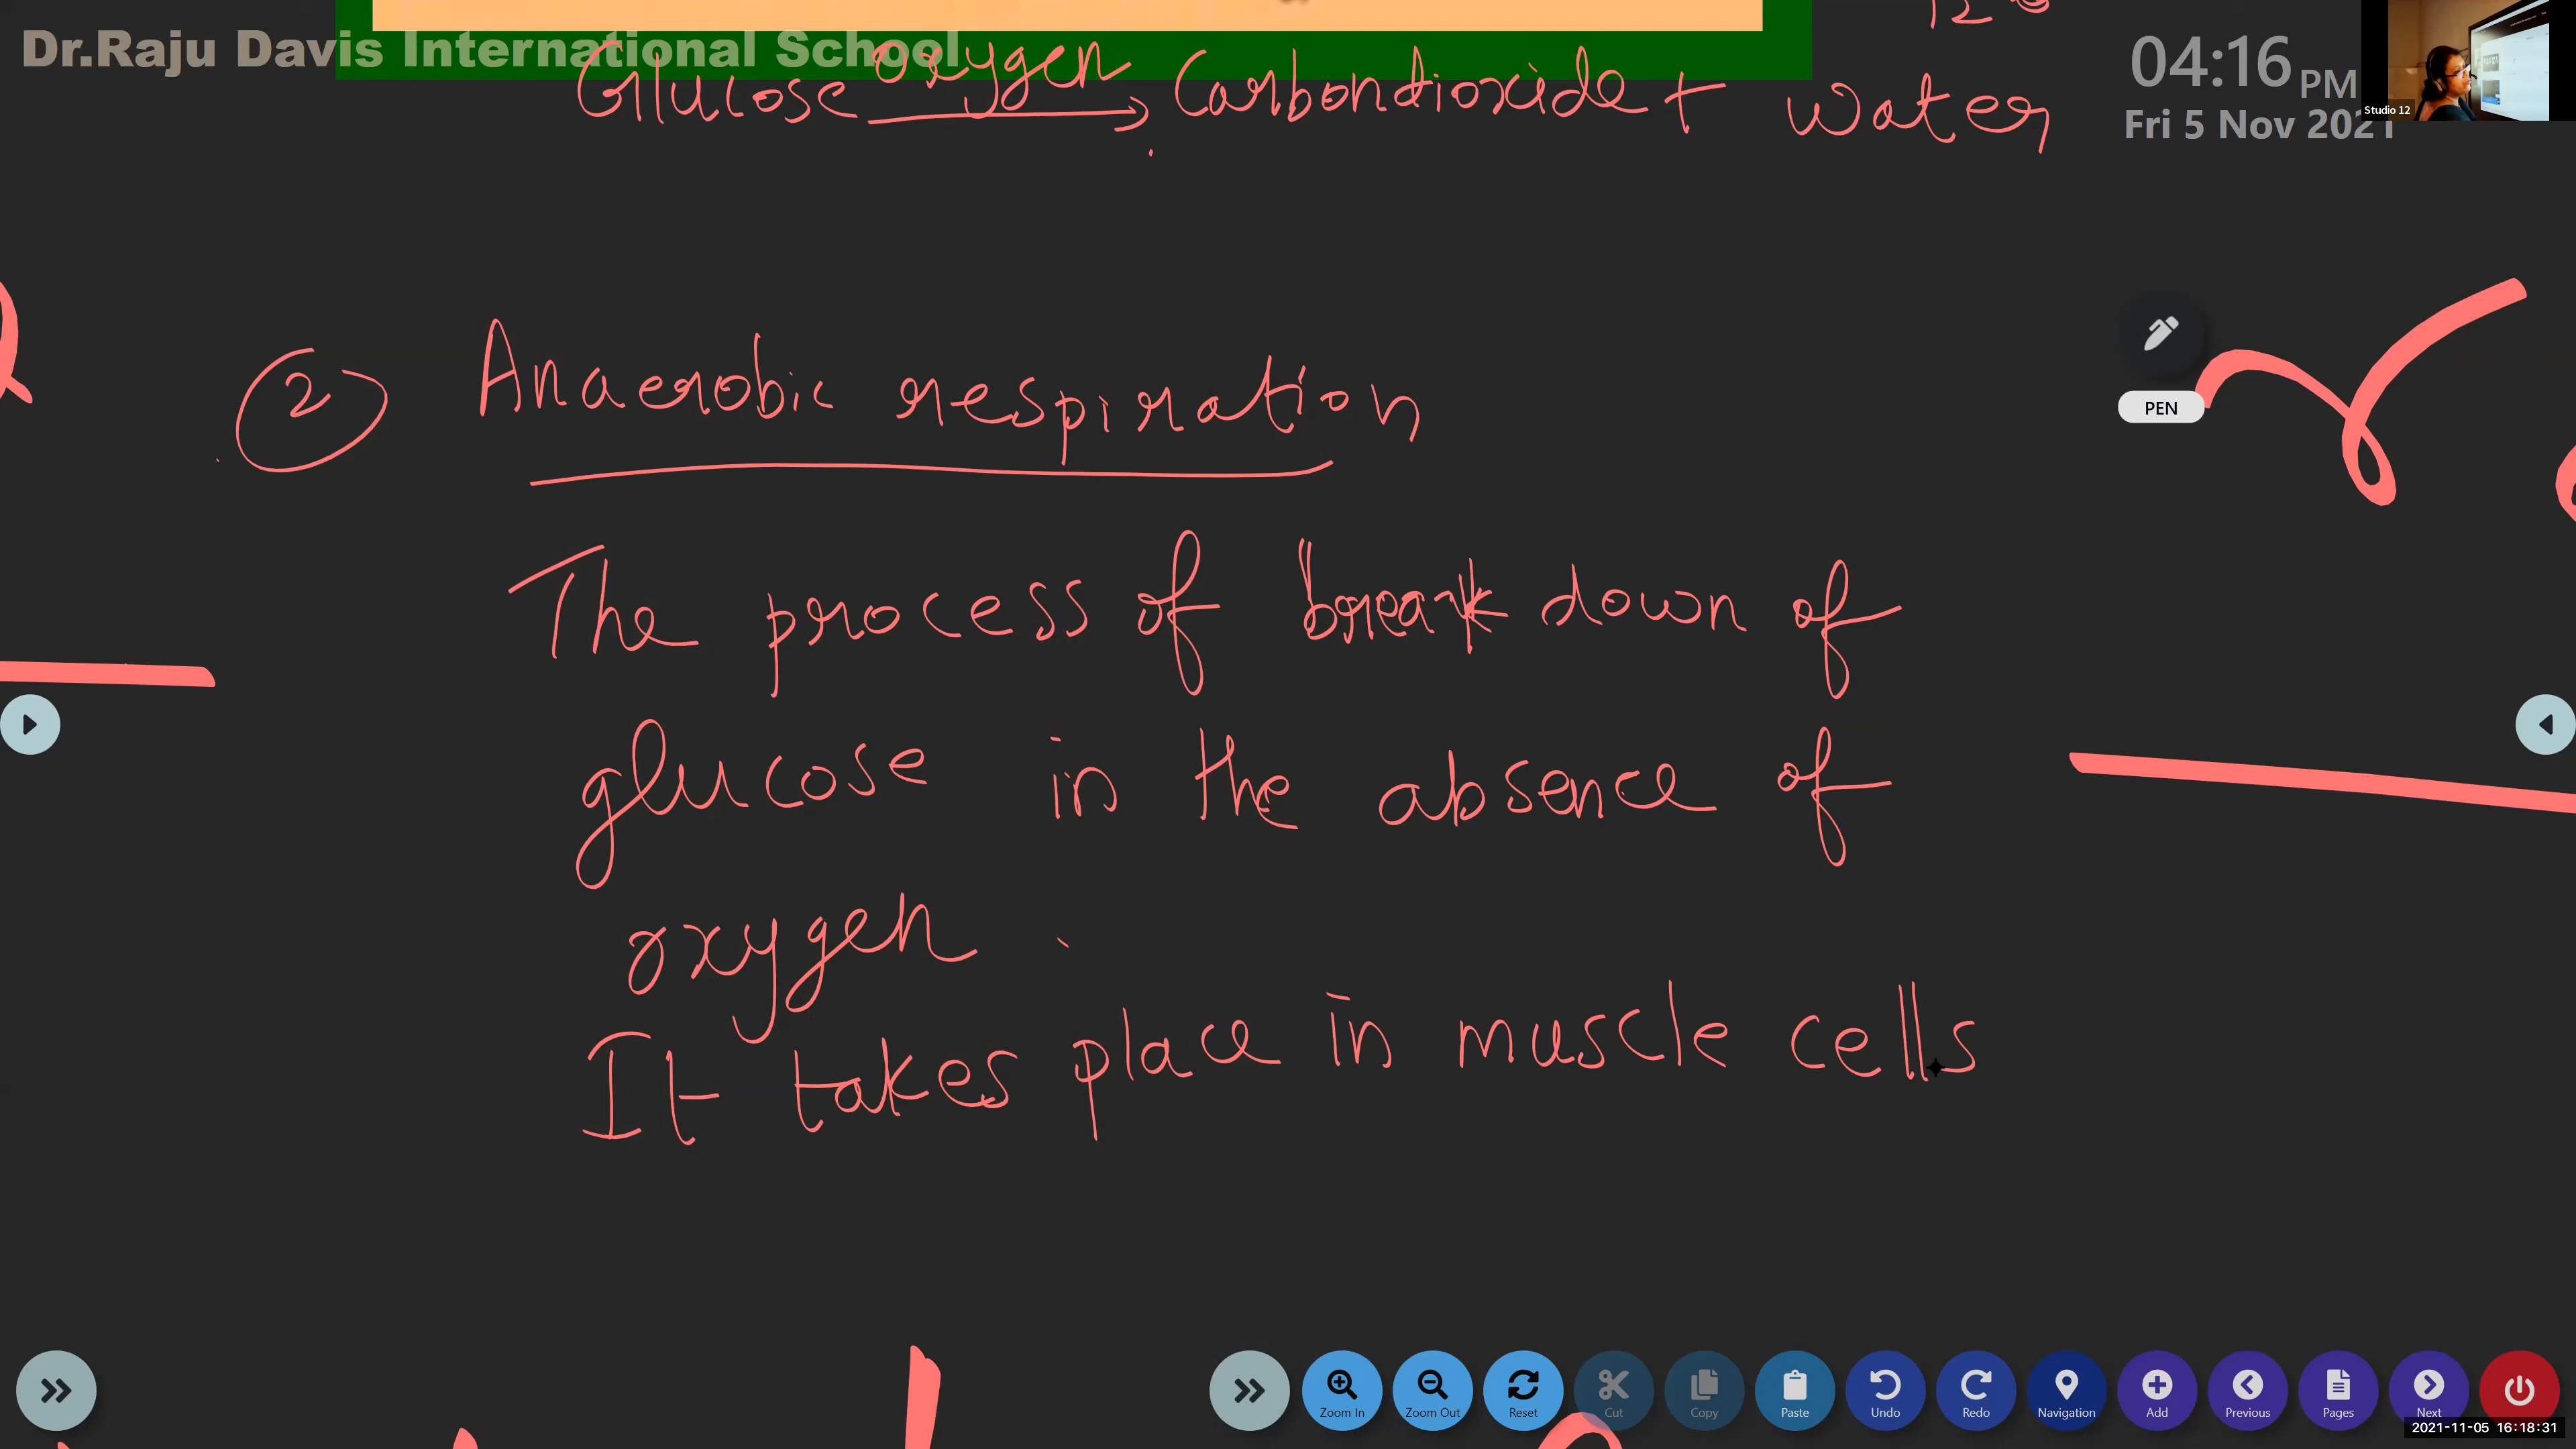 Dr.Raju Davis International School
04:16 PM
Fri 5 Nov 2021
Studio 12
Glucose oxygen → Carbondioxide + water
PEN
② Anaerobic respiration
The process of break down of
glucose in the absence of
oxygen.
It takes place in muscle cells
Zoom In Zoom Out Reset Cut Copy Paste Undo Redo Navigation Add Previous Pages Next
2021-11-05 16:18:31